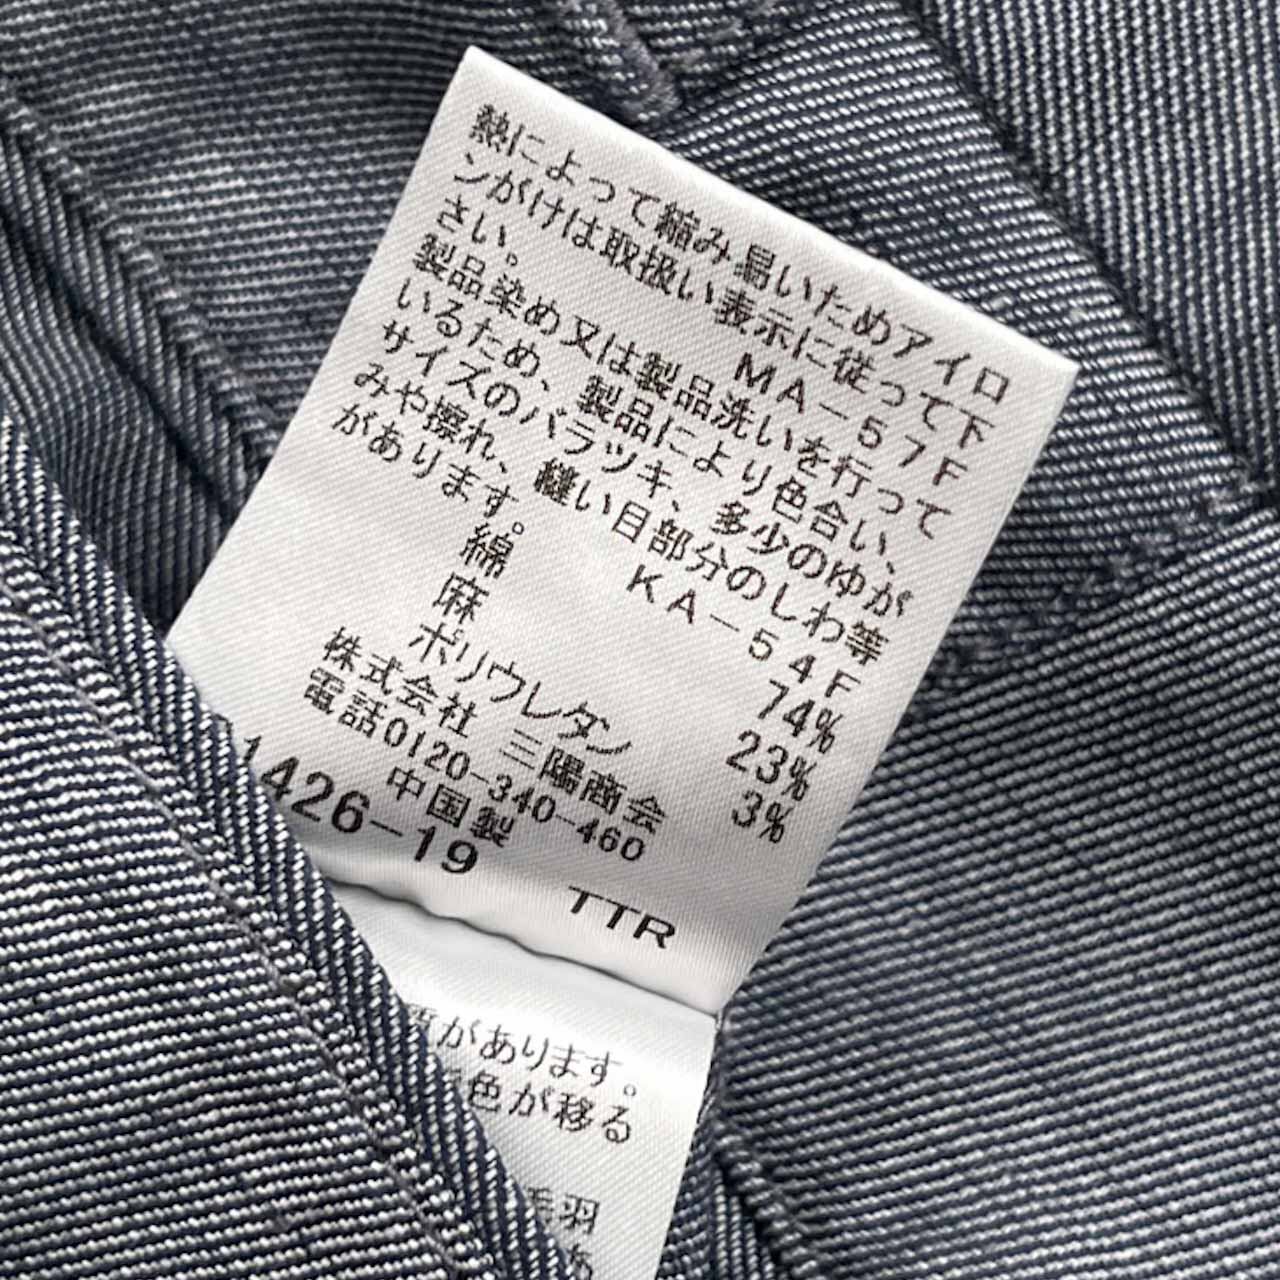 熱によって縮み易いためアイロ
ンがけは取扱い表示に従って下
さい。
MA-57F
製品染め又は製品洗いを行って
いるため、製品により色合い、
サイズのバラツキ、多少のゆが
みや擦れ、縫い目部分のしわ等
があります。
KA-54F
綿 74%
麻 23%
ポリウレタン 3%
株式会社 三陽商会
電話0120-340-460
中国製
1426-19 TTR
があります。
色が移る
毛羽